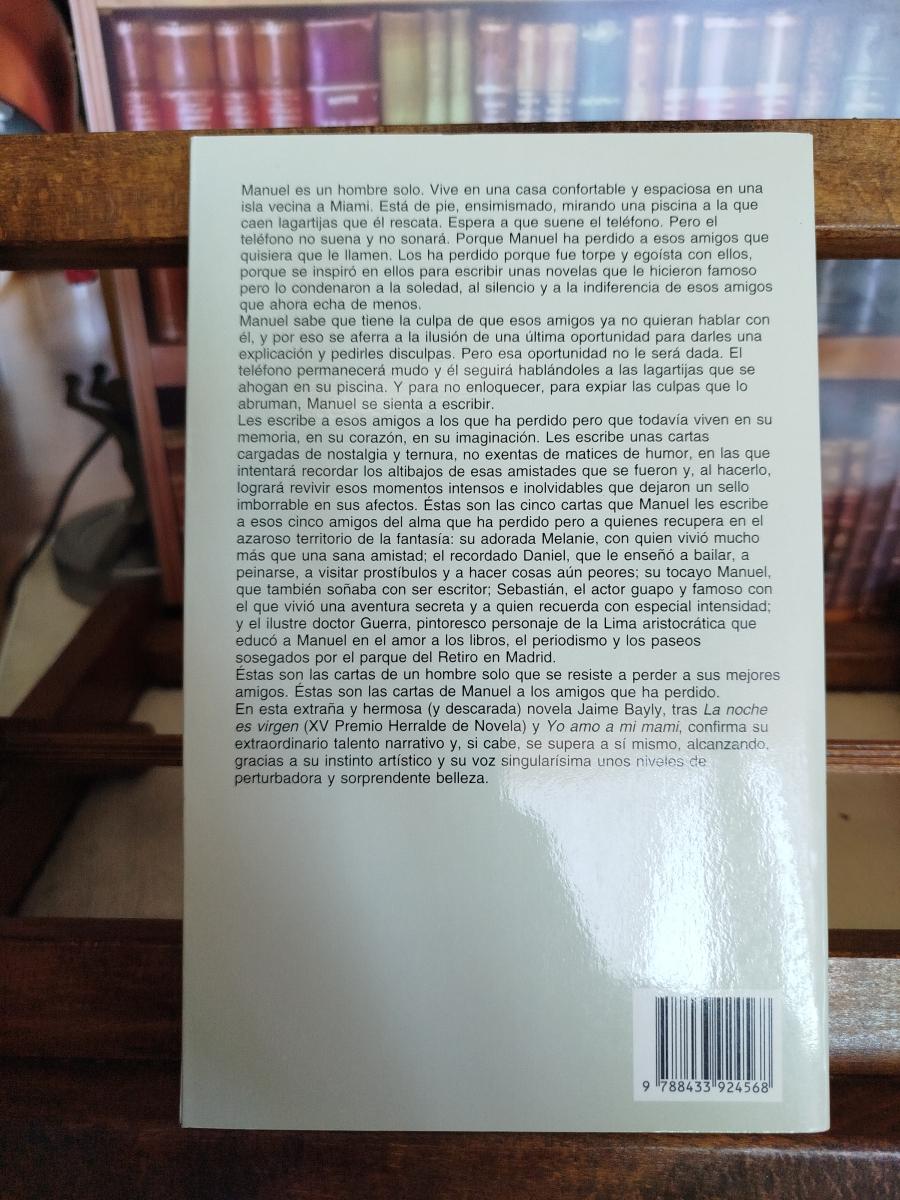 Manuel es un hombre solo. Vive en una casa confortable y espaciosa en una
isla vecina a Miami. Está de pie, ensimismado, mirando una piscina a la que
caen lagartijas que él rescata. Espera a que suene el teléfono. Pero el
teléfono no suena y no sonará. Porque Manuel ha perdido a esos amigos que
quisiera que le llamen. Los ha perdido porque fue torpe y egoísta con ellos,
porque se inspiró en ellos para escribir unas novelas que le hicieron famoso
pero lo condenaron a la soledad, al silencio y a la indiferencia de esos amigos
que ahora echa de menos.
Manuel sabe que tiene la culpa de que esos amigos ya no quieran hablar con
él, y por eso se aferra a la ilusión de una última oportunidad para darles una
explicación y pedirles disculpas. Pero esa oportunidad no le será dada. El
teléfono permanecerá mudo y él seguirá hablándoles a las lagartijas que se
ahogan en su piscina. Y para no enloquecer, para expiar las culpas que lo
abruman, Manuel se sienta a escribir.
Les escribe a esos amigos a los que ha perdido pero que todavía viven en su
memoria, en su corazón, en su imaginación. Les escribe unas cartas
cargadas de nostalgia y ternura, no exentas de matices de humor, en las que
intentará recordar los altibajos de esas amistades que se fueron y, al hacerlo,
logrará revivir esos momentos intensos e inolvidables que dejaron un sello
imborrable en sus afectos. Éstas son las cinco cartas que Manuel les escribe
a esos cinco amigos del alma que ha perdido pero a quienes recupera en el
azaroso territorio de la fantasía: su adorada Melanie, con quien vivió mucho
más que una sana amistad; el recordado Daniel, que le enseñó a bailar, a
peinarse, a visitar prostíbulos y a hacer cosas aún peores; su tocayo Manuel,
que también soñaba con ser escritor; Sebastián, el actor guapo y famoso con
el que vivió una aventura secreta y a quien recuerda con especial intensidad;
y el ilustre doctor Guerra, pintoresco personaje de la Lima aristocrática que
educó a Manuel en el amor a los libros, el periodismo y los paseos
sosegados por el parque del Retiro en Madrid.
Éstas son las cartas de un hombre solo que se resiste a perder a sus mejores
amigos. Éstas son las cartas de Manuel a los amigos que ha perdido.
En esta extraña y hermosa (y descarada) novela Jaime Bayly, tras La noche
es virgen (XV Premio Herralde de Novela) y Yo amo a mi mami, confirma su
extraordinario talento narrativo y, si cabe, se supera a sí mismo, alcanzando,
gracias a su instinto artístico y su voz singularísima unos niveles de
perturbadora y sorprendente belleza.
9 788433 924568